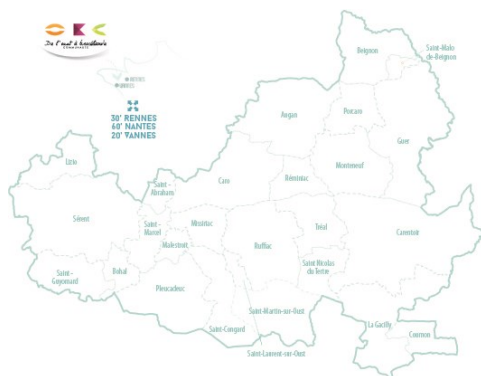 De l'oust à brocéliande
COMMUNAUTÉ
RENNES
30' RENNES
60' NANTES
20' VANNES
Beignon
Saint-Malo-
de-Beignon
Augan
Porcaro
Guer
Monteneuf
Réminiac
Caro
Lizio
Saint-
Abraham
Sérent
Saint-
Marcel
Missiriac
Malestroit
Ruffiac
Tréal
Carentoir
Saint-
Guyomard
Bohal
Pleucadeuc
Saint Nicolas
du Tertre
Saint-Martin-sur-Oust
Saint-Congard
La Gacilly
Cournon
Saint-Laurent-sur-Oust